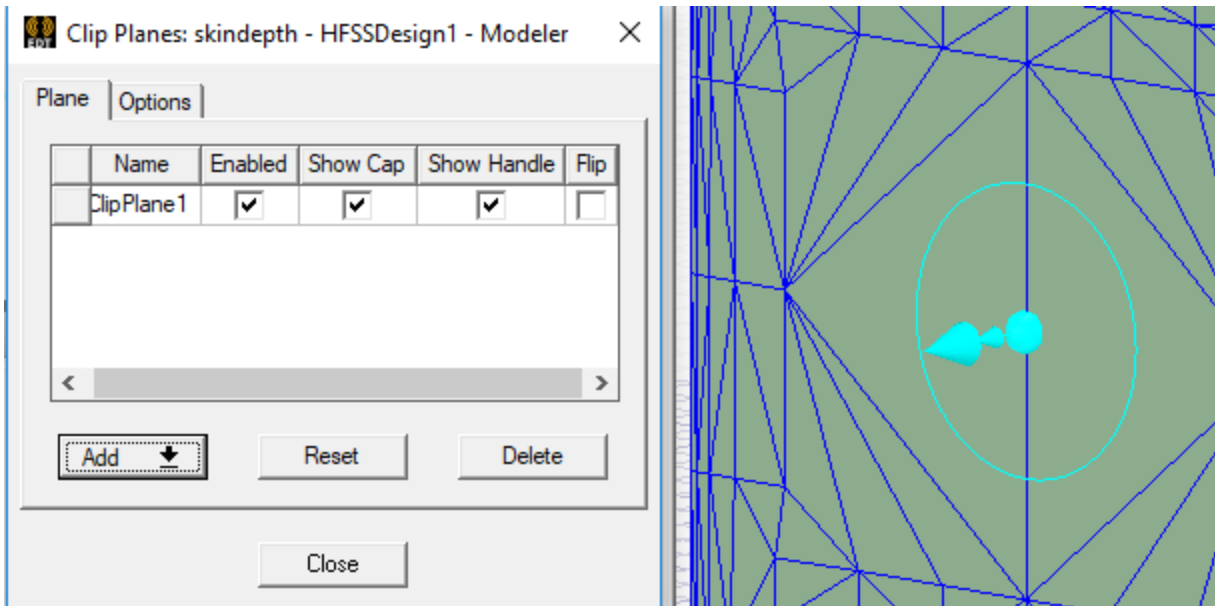 EDT Clip Planes: skindepth - HFSSDesign1 - Modeler
Plane Options
Name Enabled Show Cap Show Handle Flip
ClipPlane1
Add Reset Delete
Close